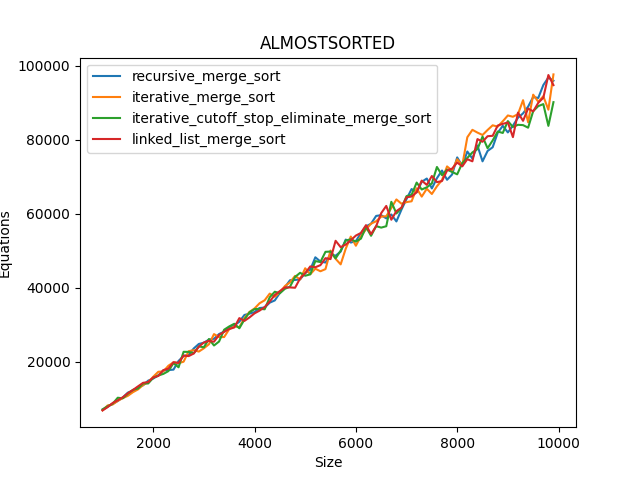 ALMOSTSORTED
100000
80000
60000
40000
20000
Equations
recursive_merge_sort
iterative_merge_sort
iterative_cutoff_stop_eliminate_merge_sort
linked_list_merge_sort
2000 4000 6000 8000 10000
Size